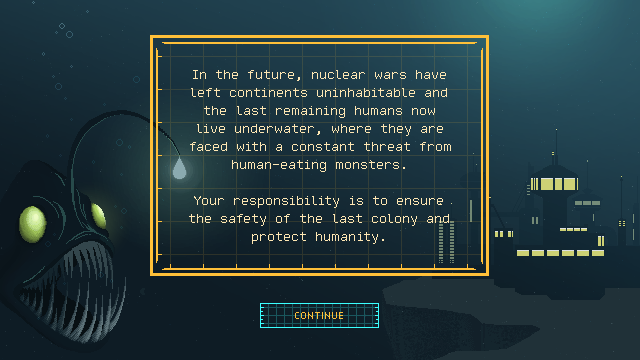 In the future, nuclear wars have
left continents uninhabitable and
the last remaining humans now
live underwater, where they are
faced with a constant threat from
human-eating monsters.
Your responsibility is to ensure
the safety of the last colony and
protect humanity.
CONTINUE